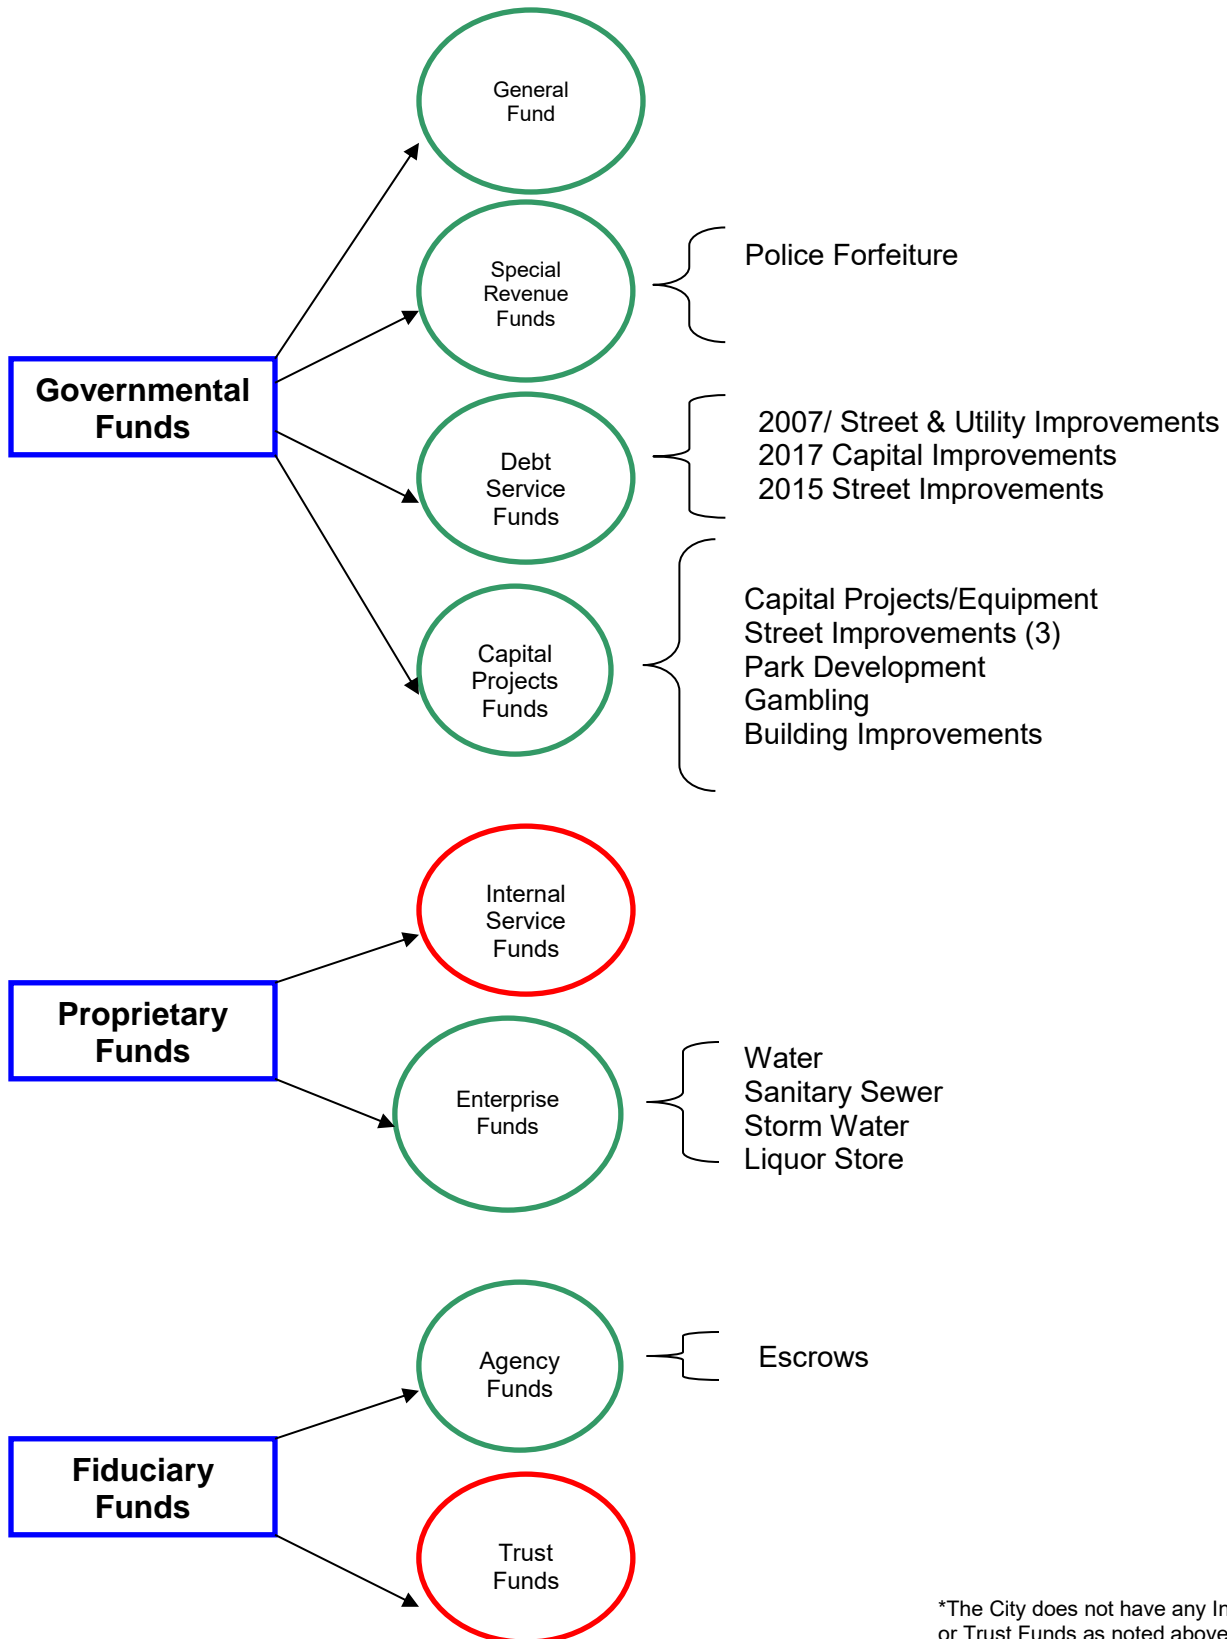 General
Fund
Special
Revenue
Funds
Police Forfeiture
Governmental
Funds
Debt
Service
Funds
2007/ Street & Utility Improvements
2017 Capital Improvements
2015 Street Improvements
Capital
Projects
Funds
Capital Projects/Equipment
Street Improvements (3)
Park Development
Gambling
Building Improvements
Internal
Service
Funds
Proprietary
Funds
Enterprise
Funds
Water
Sanitary Sewer
Storm Water
Liquor Store
Agency
Funds
Escrows
Fiduciary
Funds
Trust
Funds
*The City does not have any In
or Trust Funds as noted above